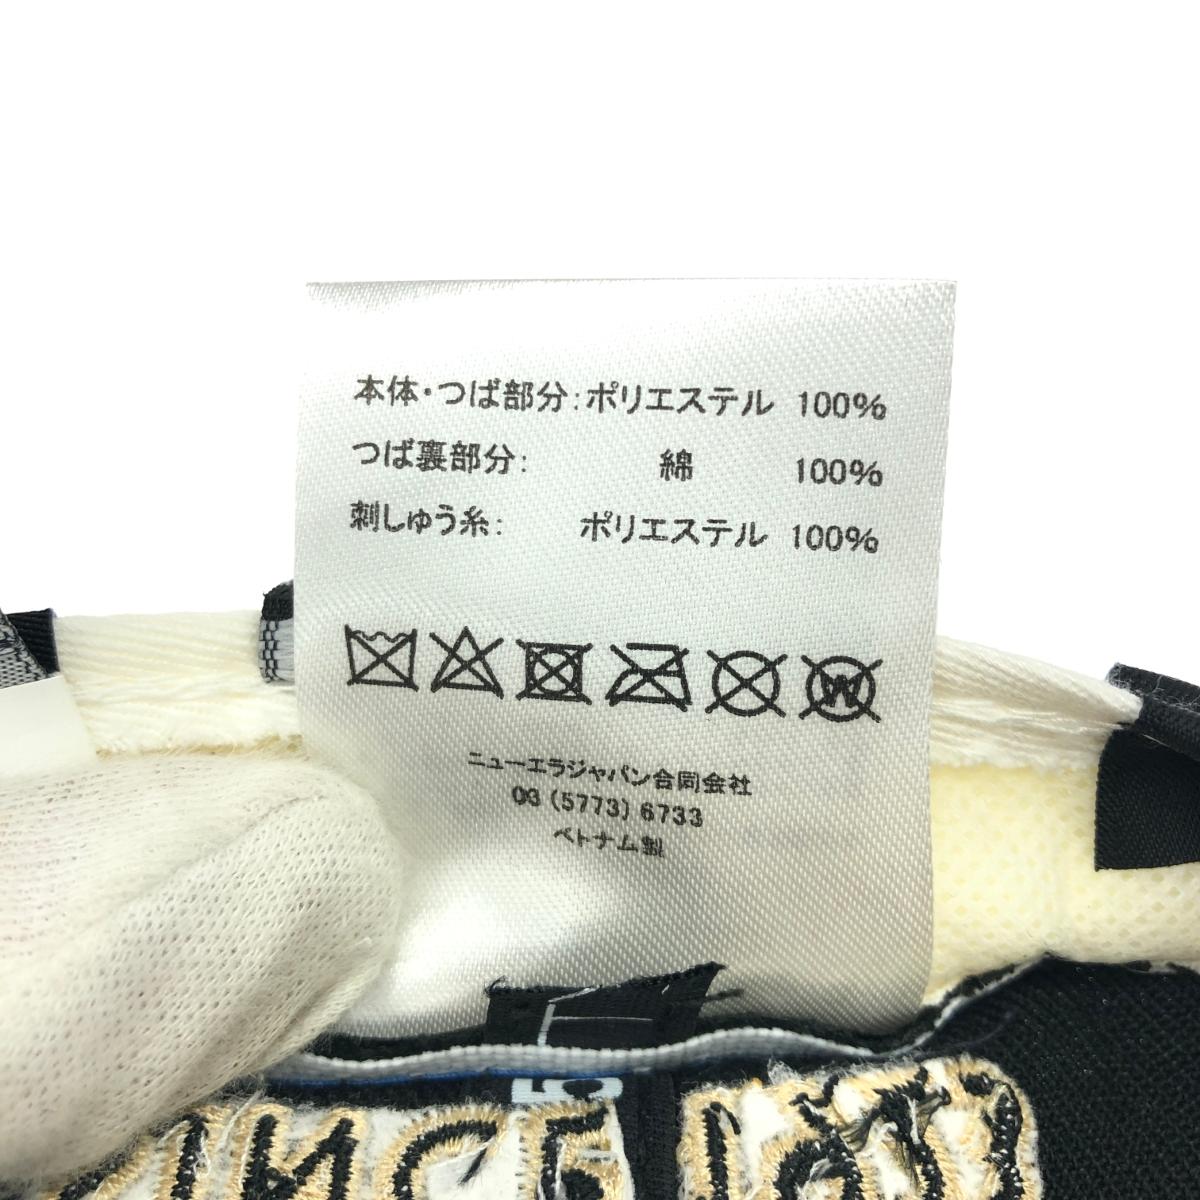 本体・つば部分：ポリエステル 100%
つば裏部分： 綿 100%
刺しゅう糸： ポリエステル 100%
W
ニューエラジャパン合同会社
03 (5773) 6733
ベトナム製
5